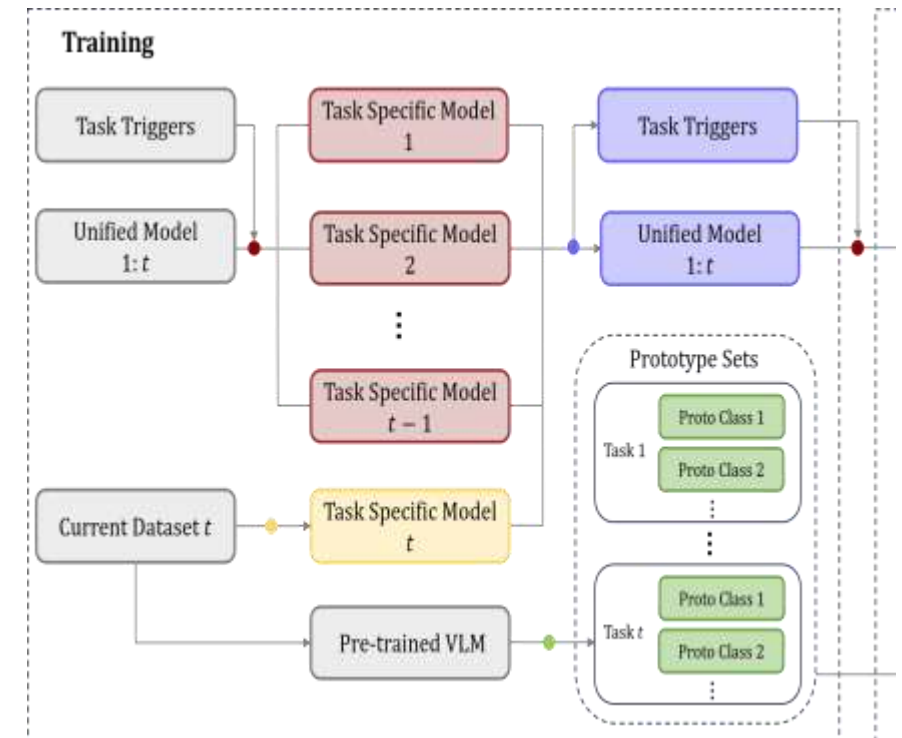 Training
Task Triggers
Unified Model
1: t
Task Specific Model
1
Task Specific Model
2
⋮
Task Specific Model
t − 1
Current Dataset t
Task Specific Model
t
Pre-trained VLM
Task Triggers
Unified Model
1: t
Prototype Sets
Task 1
Proto Class 1
Proto Class 2
⋮
⋮
Task t
Proto Class 1
Proto Class 2
⋮